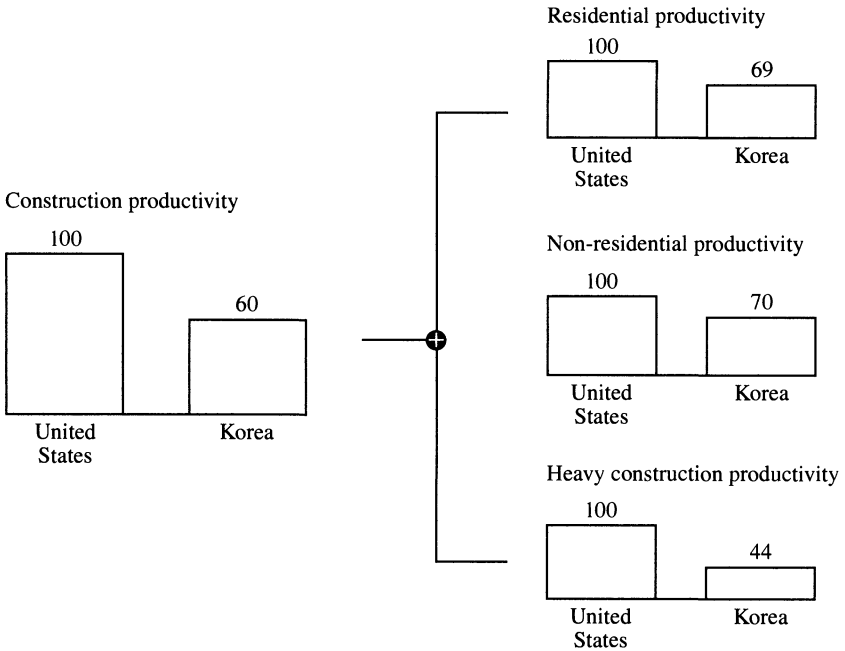 Construction productivity
100
60
United
States
Korea
+
Residential productivity
100
69
United
States
Korea
Non-residential productivity
100
70
United
States
Korea
Heavy construction productivity
100
44
United
States
Korea